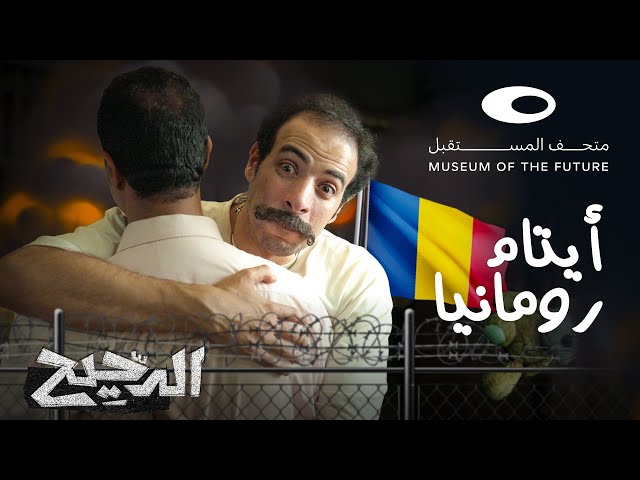 متحف المستقبل
MUSEUM OF THE FUTURE
أيتام
رومانيا
الدحيح